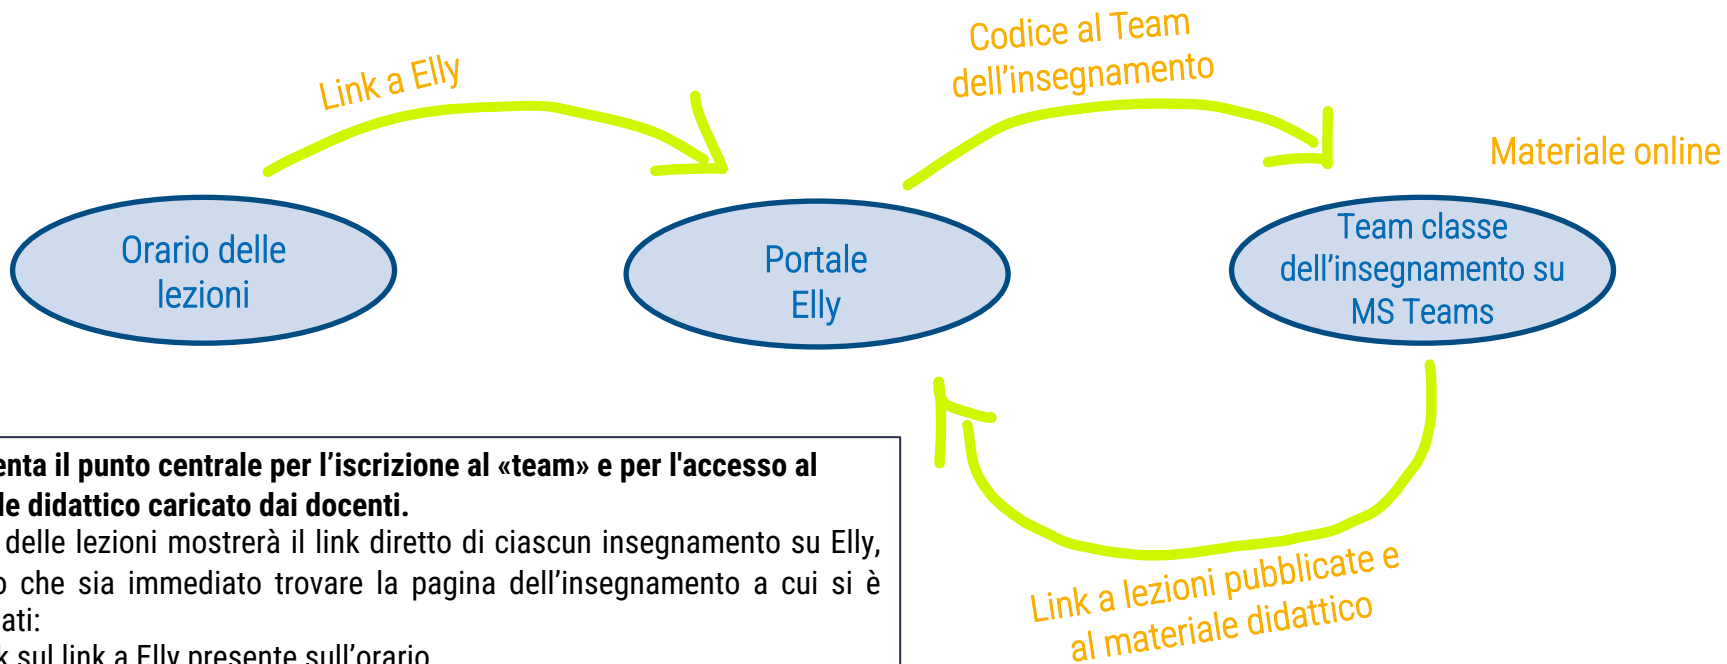 Link a Elly
Codice al Team
dell’insegnamento
Materiale online
Orario delle
lezioni
Portale
Elly
Team classe
dell’insegnamento su
MS Teams
il punto centrale per l’iscrizione al «team» e per l'accesso al
didattico caricato dai docenti.
delle lezioni mostrerà il link diretto di ciascun insegnamento su Elly,
che sia immediato trovare la pagina dell’insegnamento a cui si è
sul link a Elly presente sull’orario
Link a lezioni pubblicate e
al materiale didattico